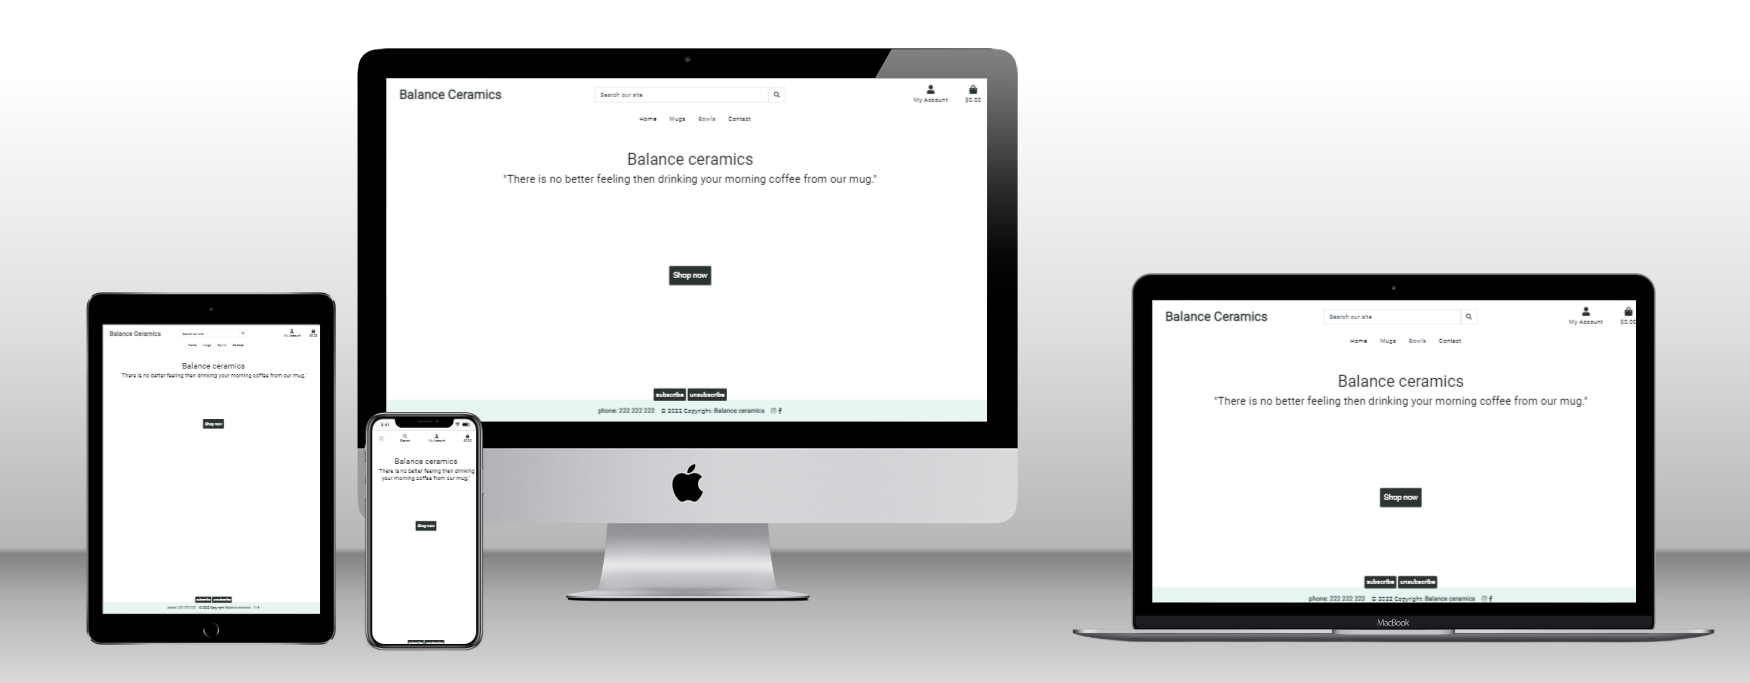 Balance Ceramics
Search our site
My Account
$0.00
Home Mugs Bowls Contact
Balance ceramics
"There is no better feeling then drinking your morning coffee from our mug."
Shop now
subscribe unsubscribe
phone: 222 222 222 © 2022 Copyright: Balance ceramics
Balance Ceramics
Search our site
My Account
$0.00
Home Mugs Bowls Contact
Balance ceramics
"There is no better feeling then drinking your morning coffee from our mug."
Shop now
subscribe unsubscribe
phone: 222 222 222 © 2022 Copyright: Balance ceramics
Search
My Account
$0.00
Balance ceramics
"There is no better feeling then drinking
your morning coffee from our mug."
Shop now
subscribe unsubscribe
Balance Ceramics
Search our site
My Account
$0.00
Home Mugs Bowls Contact
Balance ceramics
"There is no better feeling then drinking your morning coffee from our mug."
Shop now
subscribe unsubscribe
phone: 222 222 222 © 2022 Copyright: Balance ceramics
MacBook